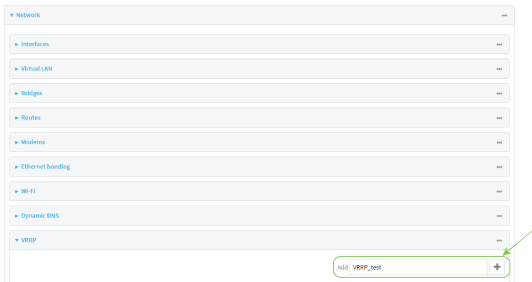 Network
Interfaces
Virtual LAN
Bridges
Routes
Modems
Ethernet bonding
Wi-Fi
Dynamic DNS
VRRP
Add VRRP_test